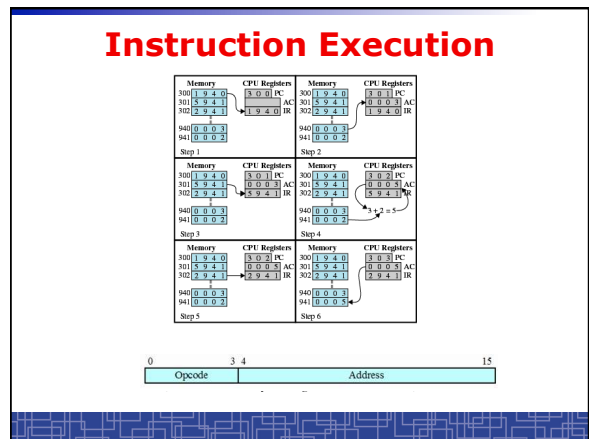 Instruction Execution
Memory CPU Registers
300 1 9 4 0 3 0 0 PC
301 5 9 4 1 AC
302 2 9 4 1 1 9 4 0 IR
940 0 0 0 3
941 0 0 0 2
Step 1
Memory CPU Registers
300 1 9 4 0 3 0 1 PC
301 5 9 4 1 0 0 0 3 AC
302 2 9 4 1 1 9 4 0 IR
940 0 0 0 3
941 0 0 0 2
Step 2
Memory CPU Registers
300 1 9 4 0 3 0 1 PC
301 5 9 4 1 0 0 0 3 AC
302 2 9 4 1 5 9 4 1 IR
940 0 0 0 3
941 0 0 0 2
Step 3
Memory CPU Registers
300 1 9 4 0 3 0 2 PC
301 5 9 4 1 0 0 0 5 AC
302 2 9 4 1 5 9 4 1 IR
940 0 0 0 3 3 + 2 = 5
941 0 0 0 2
Step 4
Memory CPU Registers
300 1 9 4 0 3 0 2 PC
301 5 9 4 1 0 0 0 5 AC
302 2 9 4 1 2 9 4 1 IR
940 0 0 0 3
941 0 0 0 2
Step 5
Memory CPU Registers
300 1 9 4 0 3 0 3 PC
301 5 9 4 1 0 0 0 5 AC
302 2 9 4 1 2 9 4 1 IR
940 0 0 0 3
941 0 0 0 5
Step 6
0 3 4 15
Opcode Address